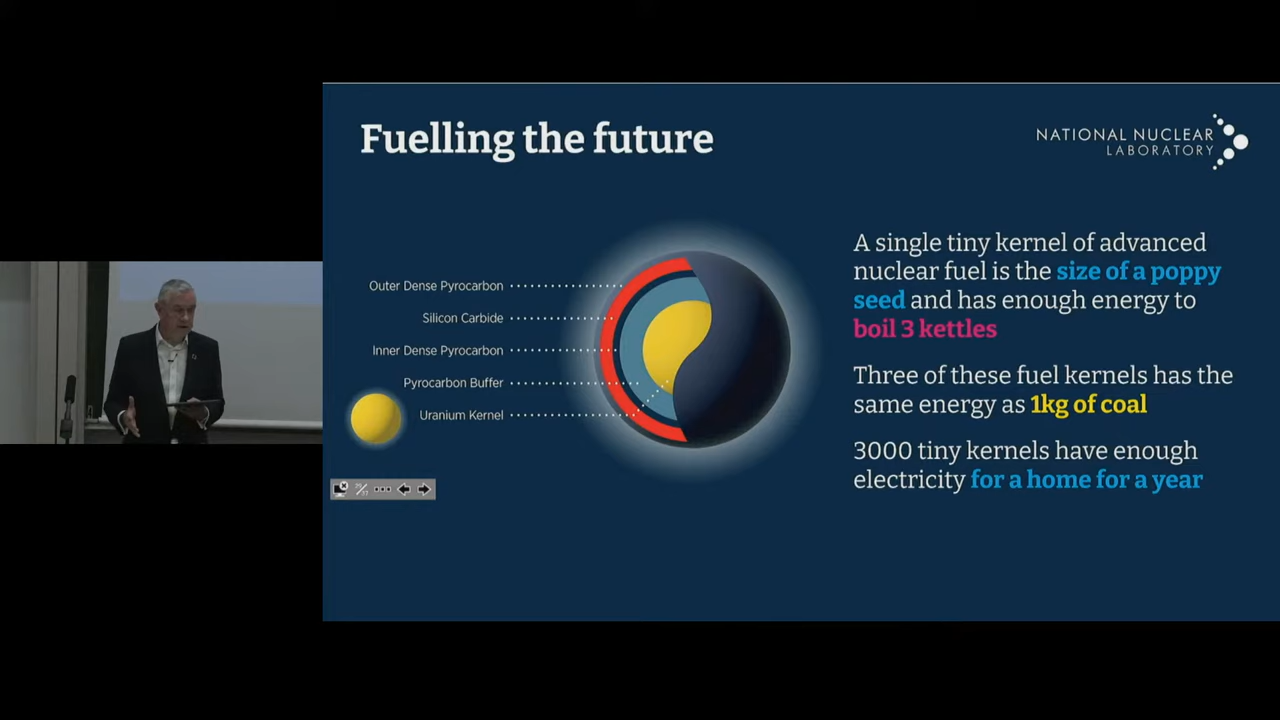 Fuelling the future
NATIONAL NUCLEAR
LABORATORY
Outer Dense Pyrocarbon
Silicon Carbide
Inner Dense Pyrocarbon
Pyrocarbon Buffer
Uranium Kernel
A single tiny kernel of advanced
nuclear fuel is the size of a poppy
seed and has enough energy to
boil 3 kettles
Three of these fuel kernels has the
same energy as 1kg of coal
3000 tiny kernels have enough
electricity for a home for a year